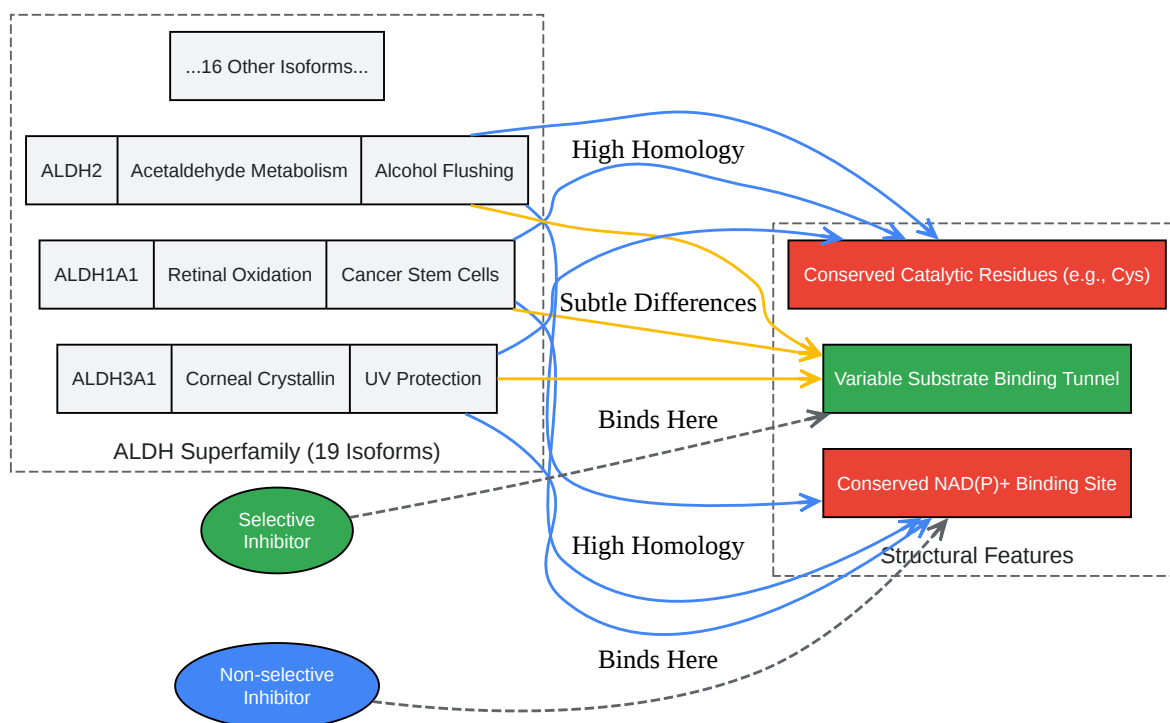 ...16 Other Isoforms...
ALDH2
Acetaldehyde Metabolism
Alcohol Flushing
ALDH1A1
Retinal Oxidation
Cancer Stem Cells
ALDH3A1
Corneal Crystallin
UV Protection
ALDH Superfamily (19 Isoforms)
High Homology
Subtle Differences
Binds Here
High Homology
Binds Here
Conserved Catalytic Residues (e.g., Cys)
Variable Substrate Binding Tunnel
Conserved NAD(P)+ Binding Site
Structural Features
Selective
Inhibitor
Non-selective
Inhibitor